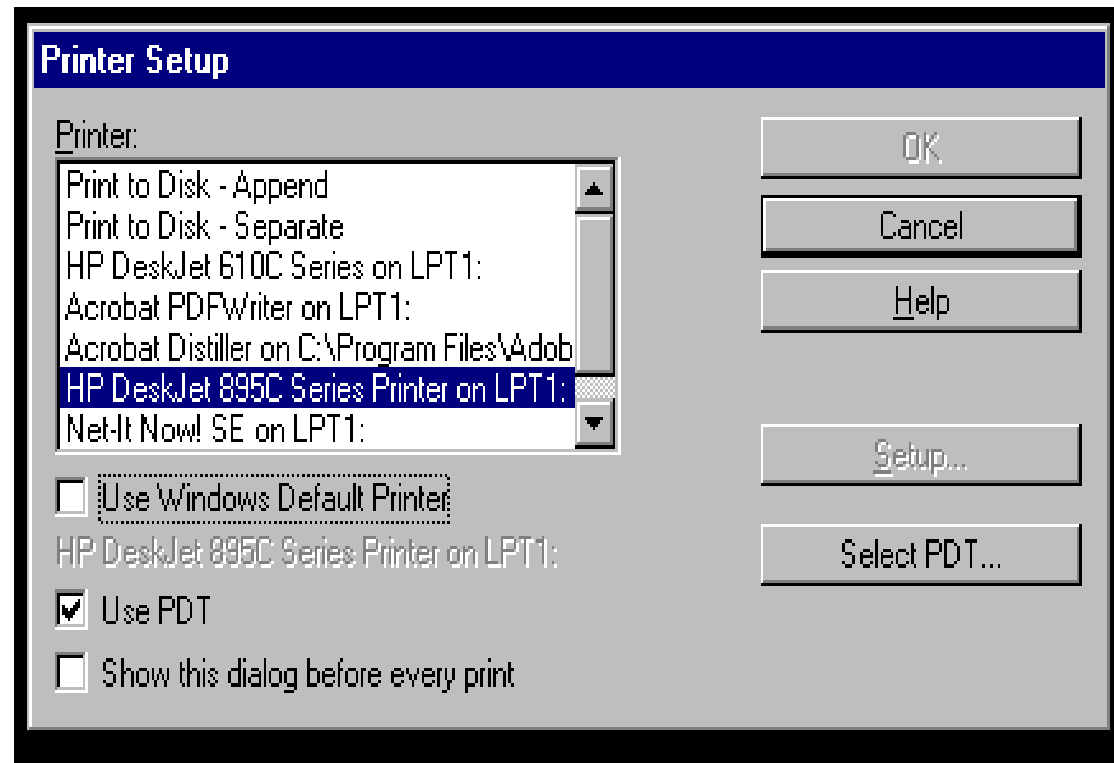 Printer Setup
Printer:
Print to Disk - Append
Print to Disk - Separate
HP DeskJet 610C Series on LPT1:
Acrobat PDFWriter on LPT1:
Acrobat Distiller on C:\Program Files\Adob
HP DeskJet 895C Series Printer on LPT1:
Net-It Now! SE on LPT1:
Use Windows Default Printer
HP DeskJet 895C Series Printer on LPT1:
Use PDT
Show this dialog before every print
OK
Cancel
Help
Setup...
Select PDT...